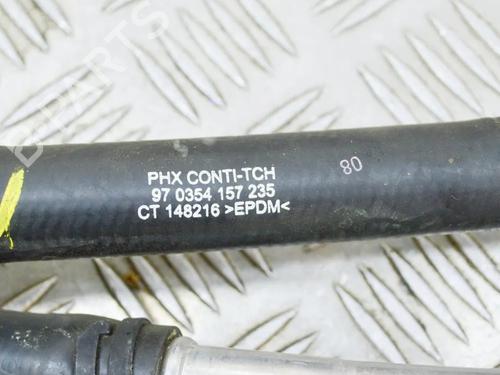 PHX CONTI-TCH
97 0354 157 235
CT 148216 >EPDM<
80